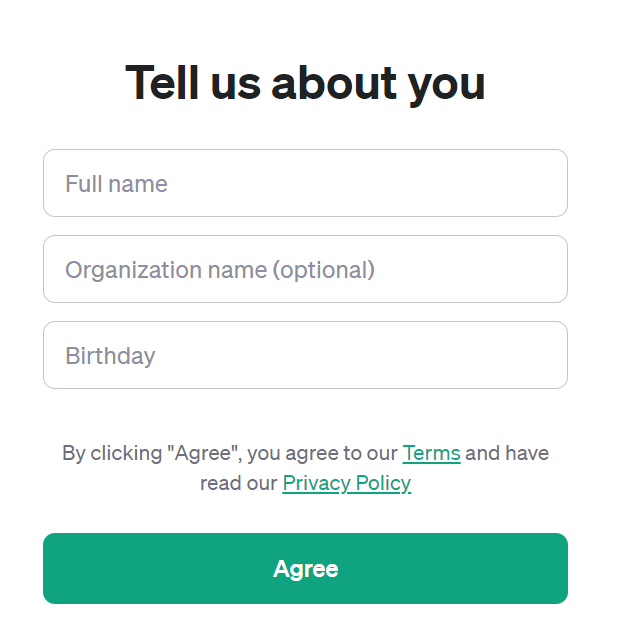 Tell us about you
Full name
Organization name (optional)
Birthday
By clicking "Agree", you agree to our Terms and have
read our Privacy Policy
Agree